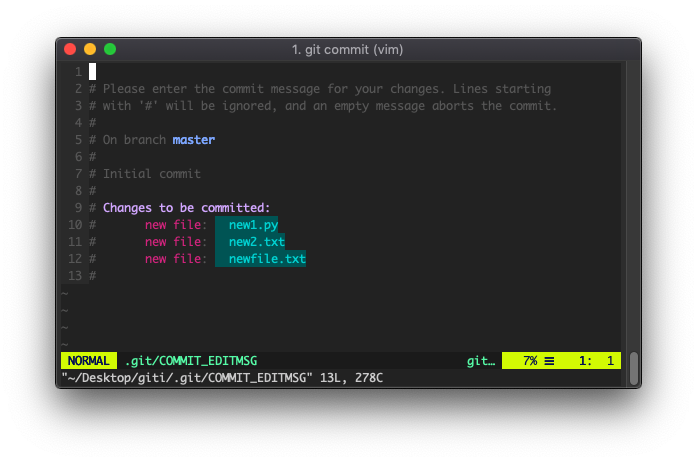 1. git commit (vim)
1
2 # Please enter the commit message for your changes. Lines starting
3 # with '#' will be ignored, and an empty message aborts the commit.
4 #
5 # On branch master
6 #
7 # Initial commit
8 #
9 # Changes to be committed:
10 #       new file:   new1.py
11 #       new file:   new2.txt
12 #       new file:   newfile.txt
13 #
~
~
~
~
NORMAL .git/COMMIT_EDITMSG git… 7% ☰ 1: 1
"~/Desktop/giti/.git/COMMIT_EDITMSG" 13L, 278C